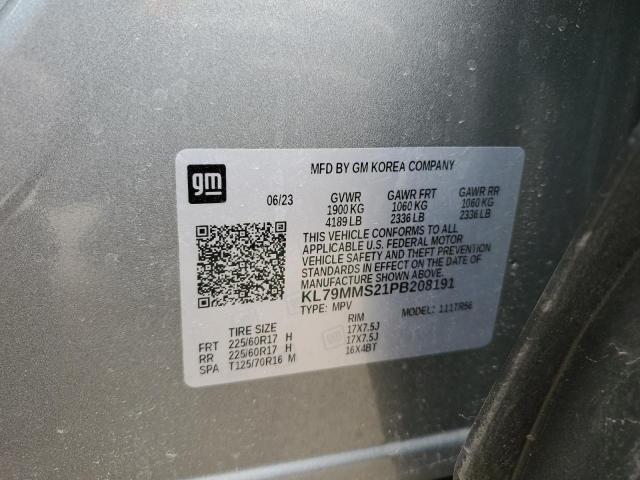 gm
MFD BY GM KOREA COMPANY
06/23 GVWR GAWR FRT GAWR RR
1900 KG 1060 KG 1060 KG
4189 LB 2336 LB 2336 LB
THIS VEHICLE CONFORMS TO ALL
APPLICABLE U.S. FEDERAL MOTOR
VEHICLE SAFETY AND THEFT PREVENTION
STANDARDS IN EFFECT ON THE DATE OF
MANUFACTURE SHOWN ABOVE.
KL79MMS21PB208191
TYPE: MPV MODEL: 111TR56
TIRE SIZE RIM
FRT 225/60R17 H 17X7.5J
RR 225/60R17 H 17X7.5J
SPA T125/70R16 M 16X4BT